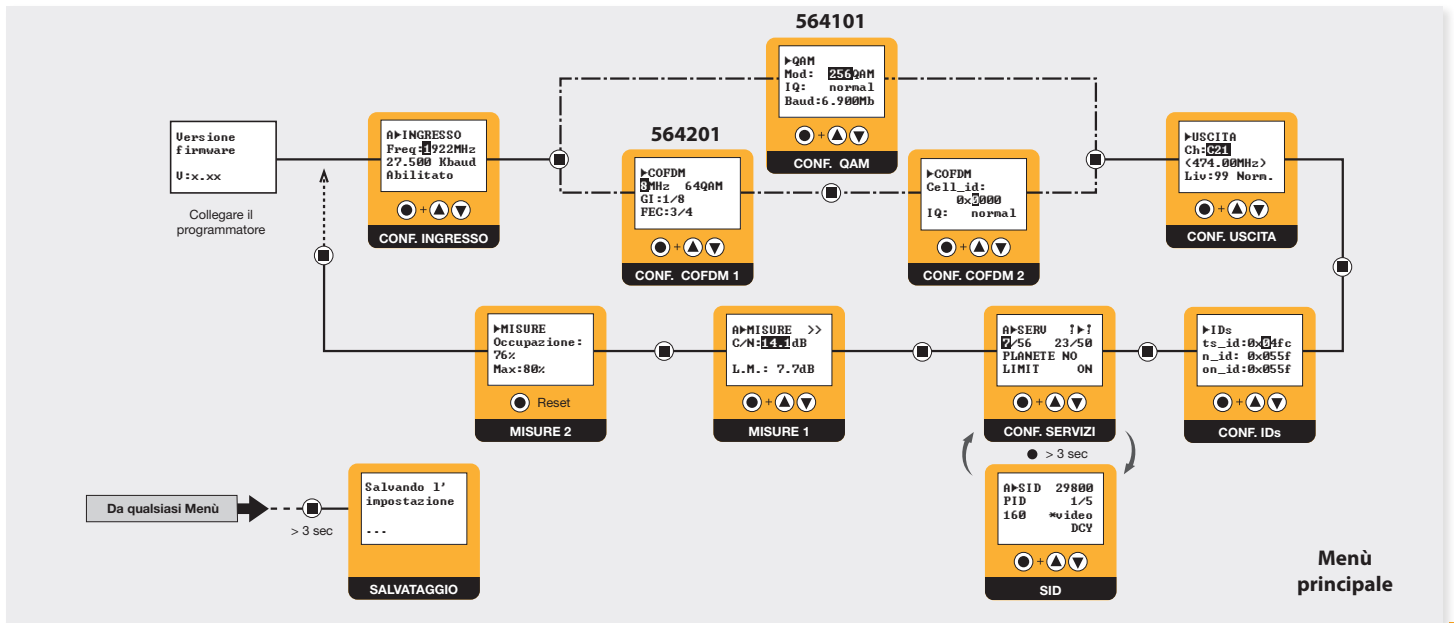 564101
►QAM
Mod: 256QAM
IQ: normal
Baud:6.900Mb
CONF. QAM
Versione
firmware
V:x.xx
Collegare il
programmatore
A►INGRESSO
Freq:1922MHz
27.500 Kbaud
Abilitato
CONF. INGRESSO
564201
►COFDM
8MHz 64QAM
GI:1/8
FEC:3/4
CONF. COFDM 1
►COFDM
Cell_id:
0x0000
IQ: normal
CONF. COFDM 2
►USCITA
Ch:C21
(474.00MHz)
Liv:99 Norm.
CONF. USCITA
►MISURE
Occupazione:
76%
Max:80%
Reset
MISURE 2
A►MISURE >>
C/N:14.1dB
L.M.: 7.7dB
MISURE 1
A►SERV ?►?
7/56 23/50
PLANETE NO
LIMIT ON
CONF. SERVIZI
> 3 sec
►IDs
ts_id:0x04fc
n_id: 0x055f
on_id:0x055f
CONF. IDs
Da qualsiasi Menù
> 3 sec
Salvando l'
impostazione
...
SALVATAGGIO
A►SID 29800
PID 1/5
160 *video
DCY
SID
Menù
principale